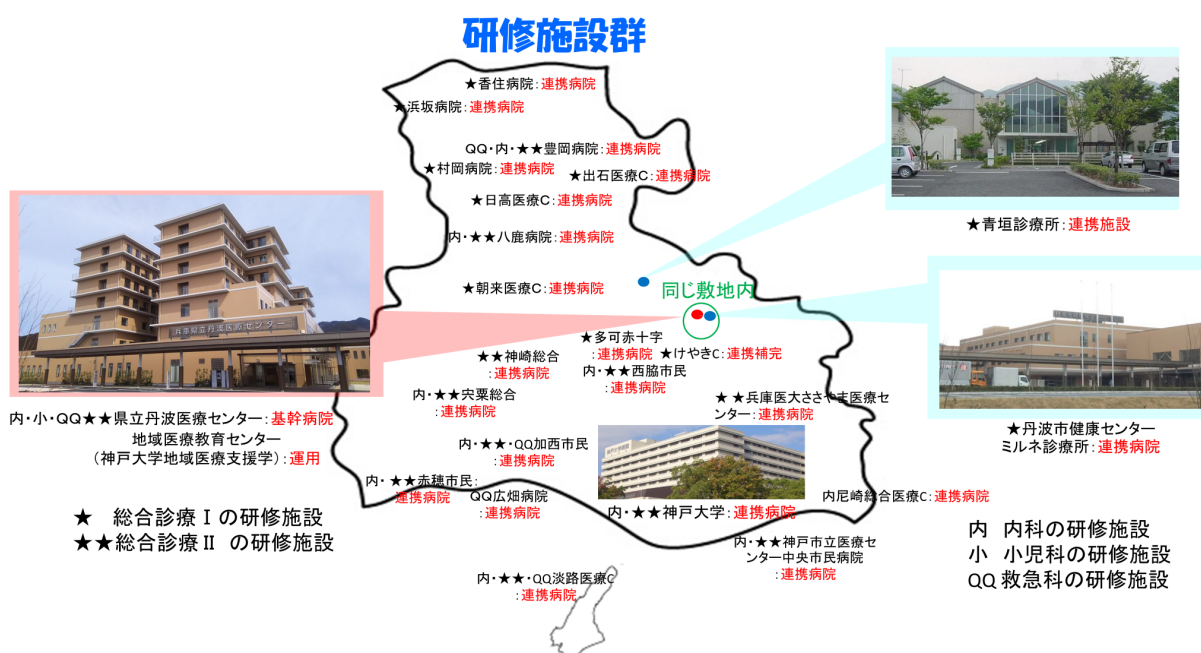 研修施設群
★香住病院:連携病院
★浜坂病院:連携病院
QQ・内・★★豊岡病院:連携病院
★村岡病院:連携病院
★出石医療C:連携病院
★日高医療C:連携病院
内・★★八鹿病院:連携病院
★朝来医療C:連携病院
同じ敷地内
★青垣診療所:連携施設
兵庫県立丹波医療センター
内・小・QQ★★県立丹波医療センター:基幹病院
地域医療教育センター
(神戸大学地域医療支援学):運用
★多可赤十字
:連携病院
★けやきC:連携補完
★★神崎総合
:連携病院
内・★★西脇市民
:連携病院
内・★★宍粟総合
:連携病院
★★兵庫医大ささやま医療セ
ンター:連携病院
★丹波市健康センター
ミルネ診療所:連携病院
内・★★・QQ加西市民
:連携病院
内・★★赤穂市民:
連携病院
QQ広畑病院
:連携病院
内・★★神戸大学:連携病院
内尼崎総合医療C:連携病院
内・★★神戸市立医療セ
ンター中央市民病院
:連携病院
内・★★・QQ淡路医療C
:連携病院
★ 総合診療Ⅰの研修施設
★★総合診療Ⅱ の研修施設
内 内科の研修施設
小 小児科の研修施設
QQ 救急科の研修施設